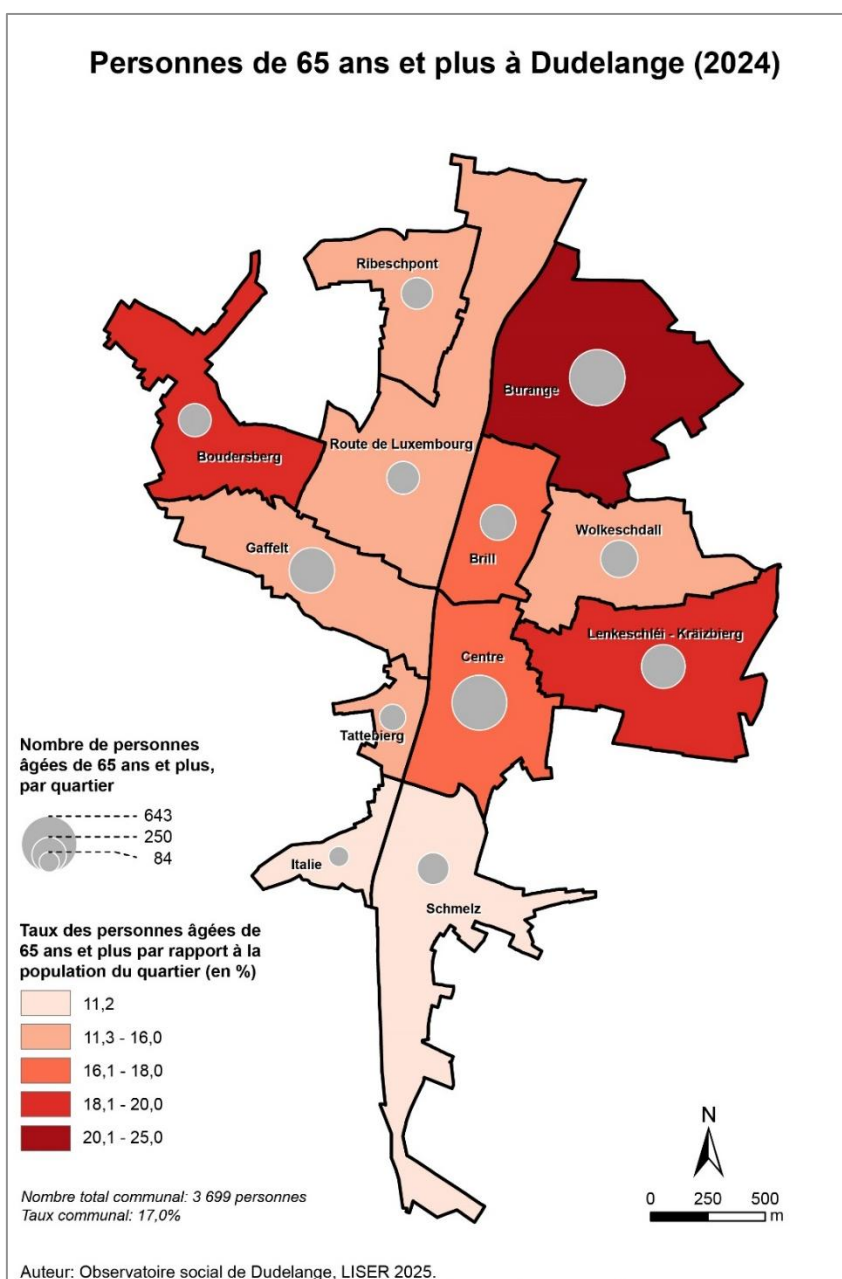 Personnes de 65 ans et plus à Dudelange (2024)
Ribeschpont
Burange
Boudersberg
Route de Luxembourg
Brill
Wolkeschdall
Gaffelt
Lenkeschléi - Kräizbierg
Centre
Tattebierg
Italie
Schmelz
Nombre de personnes
âgées de 65 ans et plus,
par quartier
643
250
84
Taux des personnes âgées de
65 ans et plus par rapport à la
population du quartier (en %)
11,2
11,3 - 16,0
16,1 - 18,0
18,1 - 20,0
20,1 - 25,0
N
0 250 500
m
Nombre total communal: 3 699 personnes
Taux communal: 17,0%
Auteur: Observatoire social de Dudelange, LISER 2025.